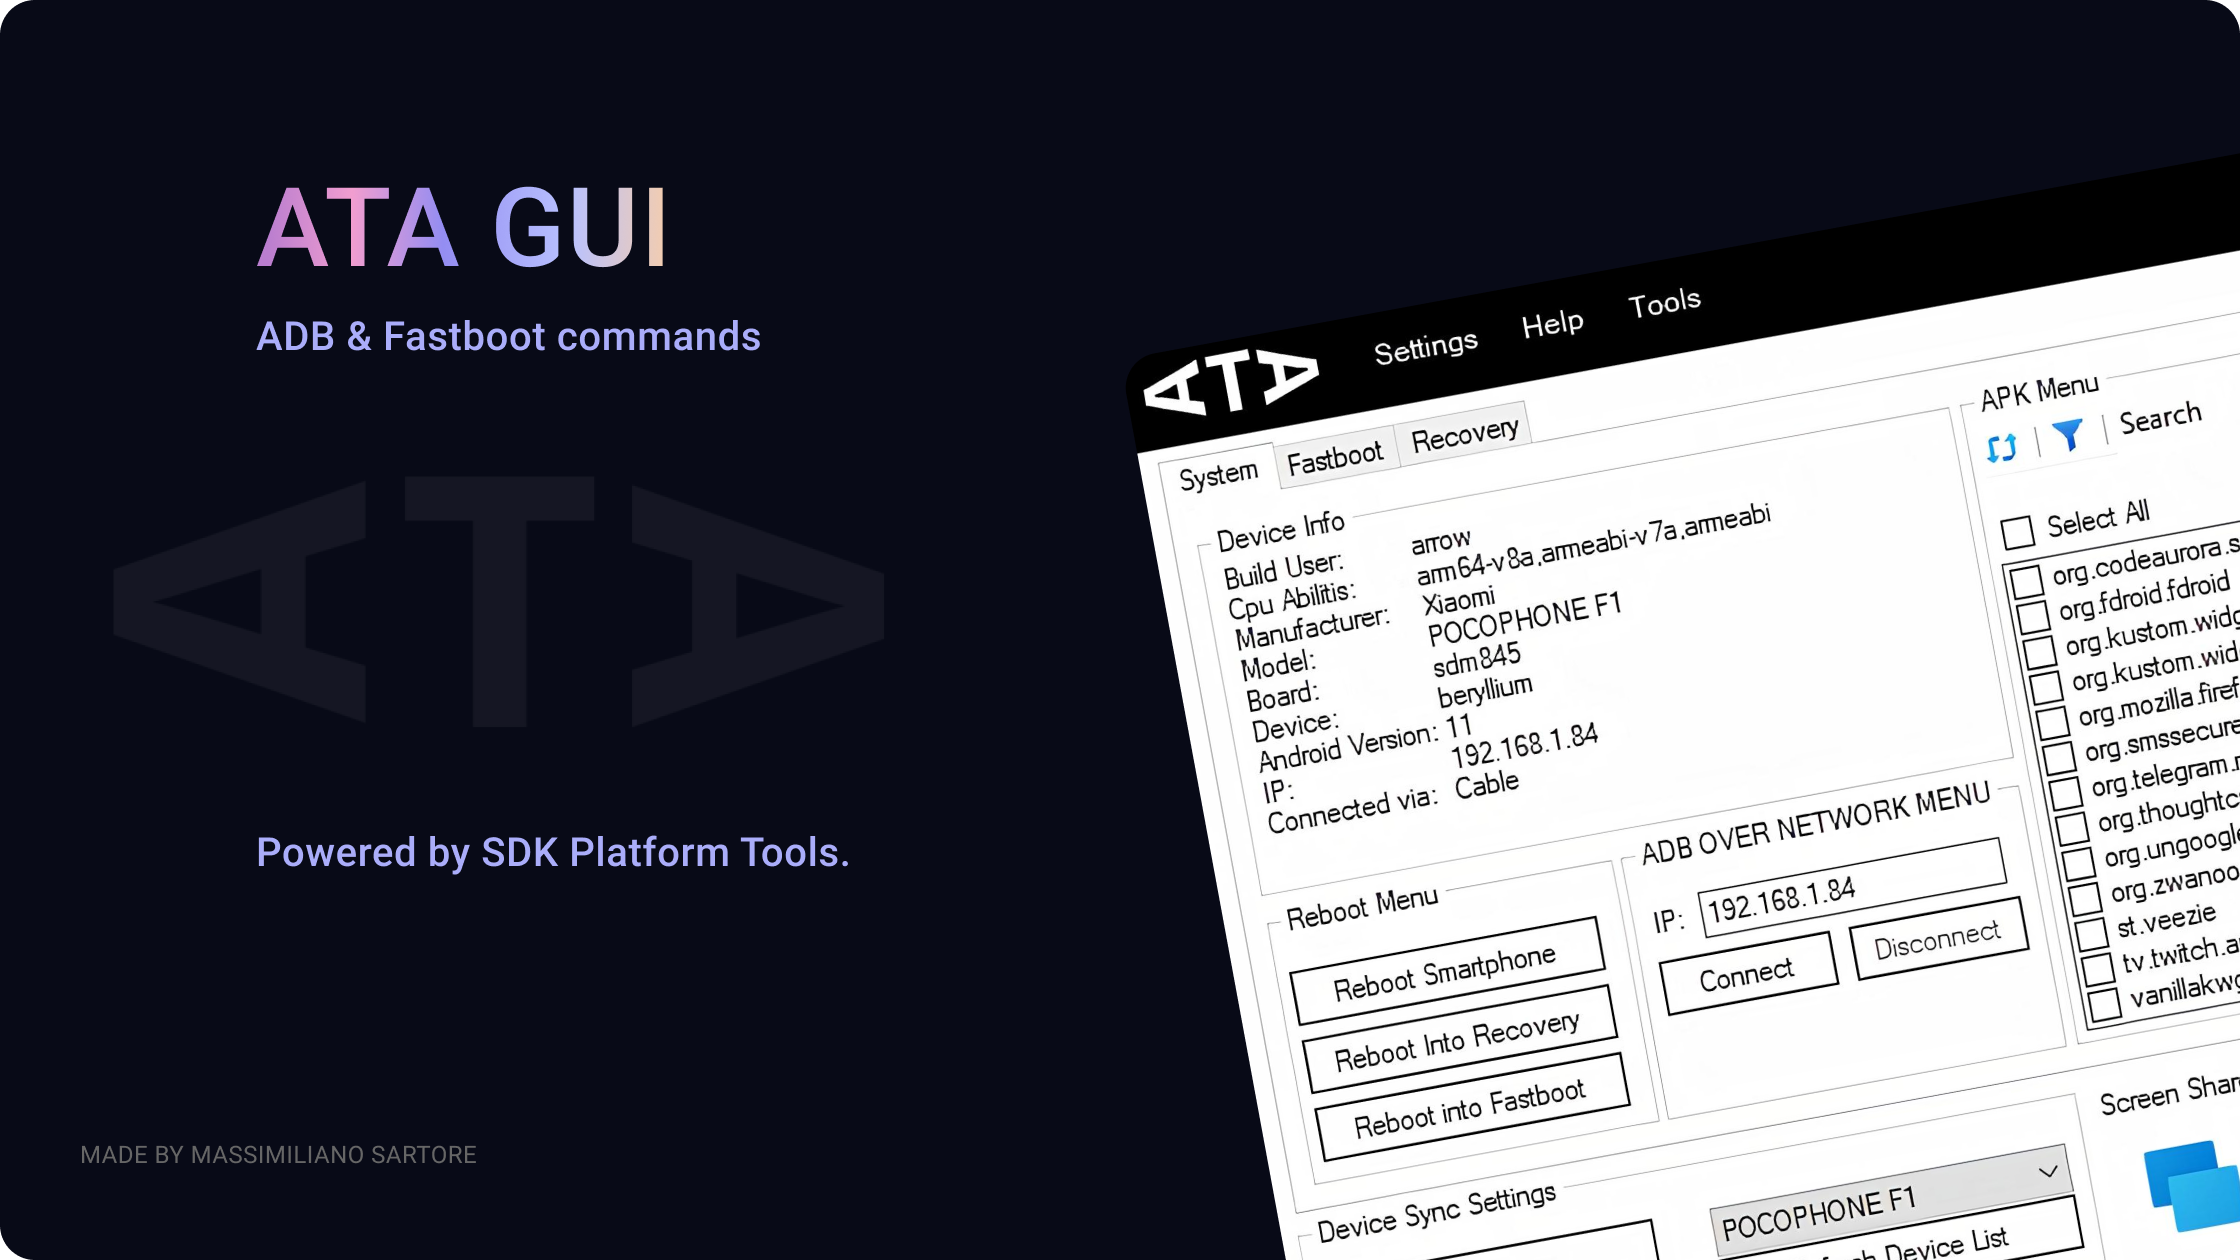 ATA GUI
ADB & Fastboot commands
ATA
Powered by SDK Platform Tools.
MADE BY MASSIMILIANO SARTORE
ATA
Settings Help Tools
System Fastboot Recovery
Device Info
Build User: arrow
Cpu Abilitis: arm64-v8a,armeabi-v7a,armeabi
Manufacturer: Xiaomi
Model: POCOPHONE F1
Board: sdm845
Device: beryllium
Android Version: 11
IP: 192.168.1.84
Connected via: Cable
Reboot Menu
Reboot Smartphone
Reboot Into Recovery
Reboot into Fastboot
ADB OVER NETWORK MENU
IP: 192.168.1.84
Connect Disconnect
APK Menu
Search
Select All
org.codeaurora.s
org.fdroid.fdroid
org.kustom.widg
org.kustom.wid
org.mozilla.firef
org.smssecure
org.telegram.
org.thoughtc
org.ungoogle
org.zwanoo
st.veezie
tv.twitch.a
vanillakwg
Device Sync Settings
POCOPHONE F1
Device List
Screen Shar